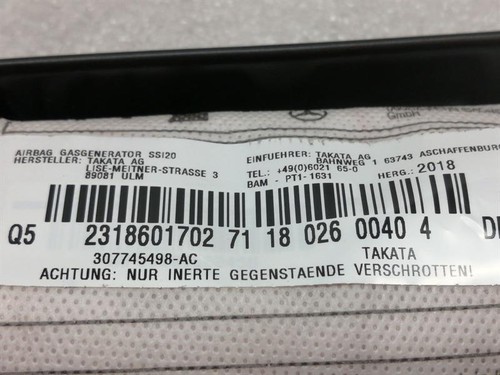 GmbH
AIRBAG GASGENERATOR SSI20
HERSTELLER: TAKATA AG
LISE-MEITNER-STRASSE 3
89081 ULM
EINFUEHRER: TAKATA AG
BAHNWEG 1 63743 ASCHAFFENBURG
TEL.: +49(0)6021 65-0
BAM - PT1-1631
HERG.: 2018
Q5 2318601702 71 18 026 0040 4
307745498-AC TAKATA
ACHTUNG: NUR INERTE GEGENSTAENDE VERSCHROTTEN!